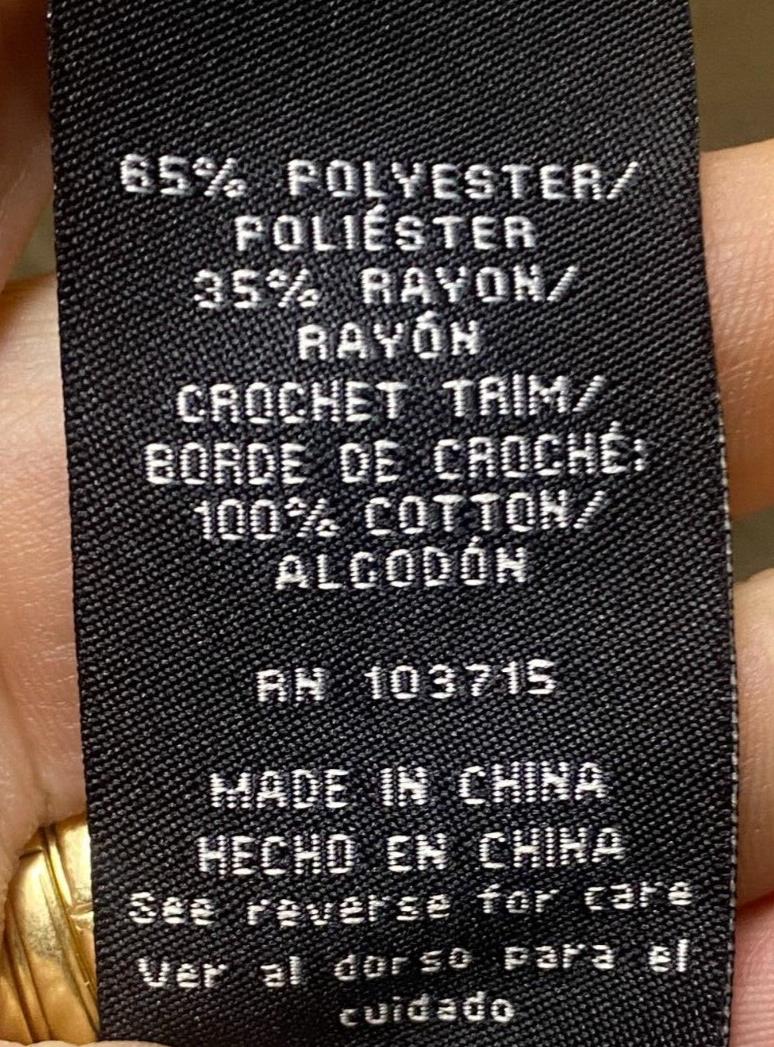 65% POLYESTER/
POLIÉSTER
35% RAYON/
RAYÓN
CROCHET TRIM/
BORDE DE CROCHÉ:
100% COTTON/
ALGODÓN
RN 103715
MADE IN CHINA
HECHO EN CHINA
See reverse for care
Ver al dorso para el
cuidado